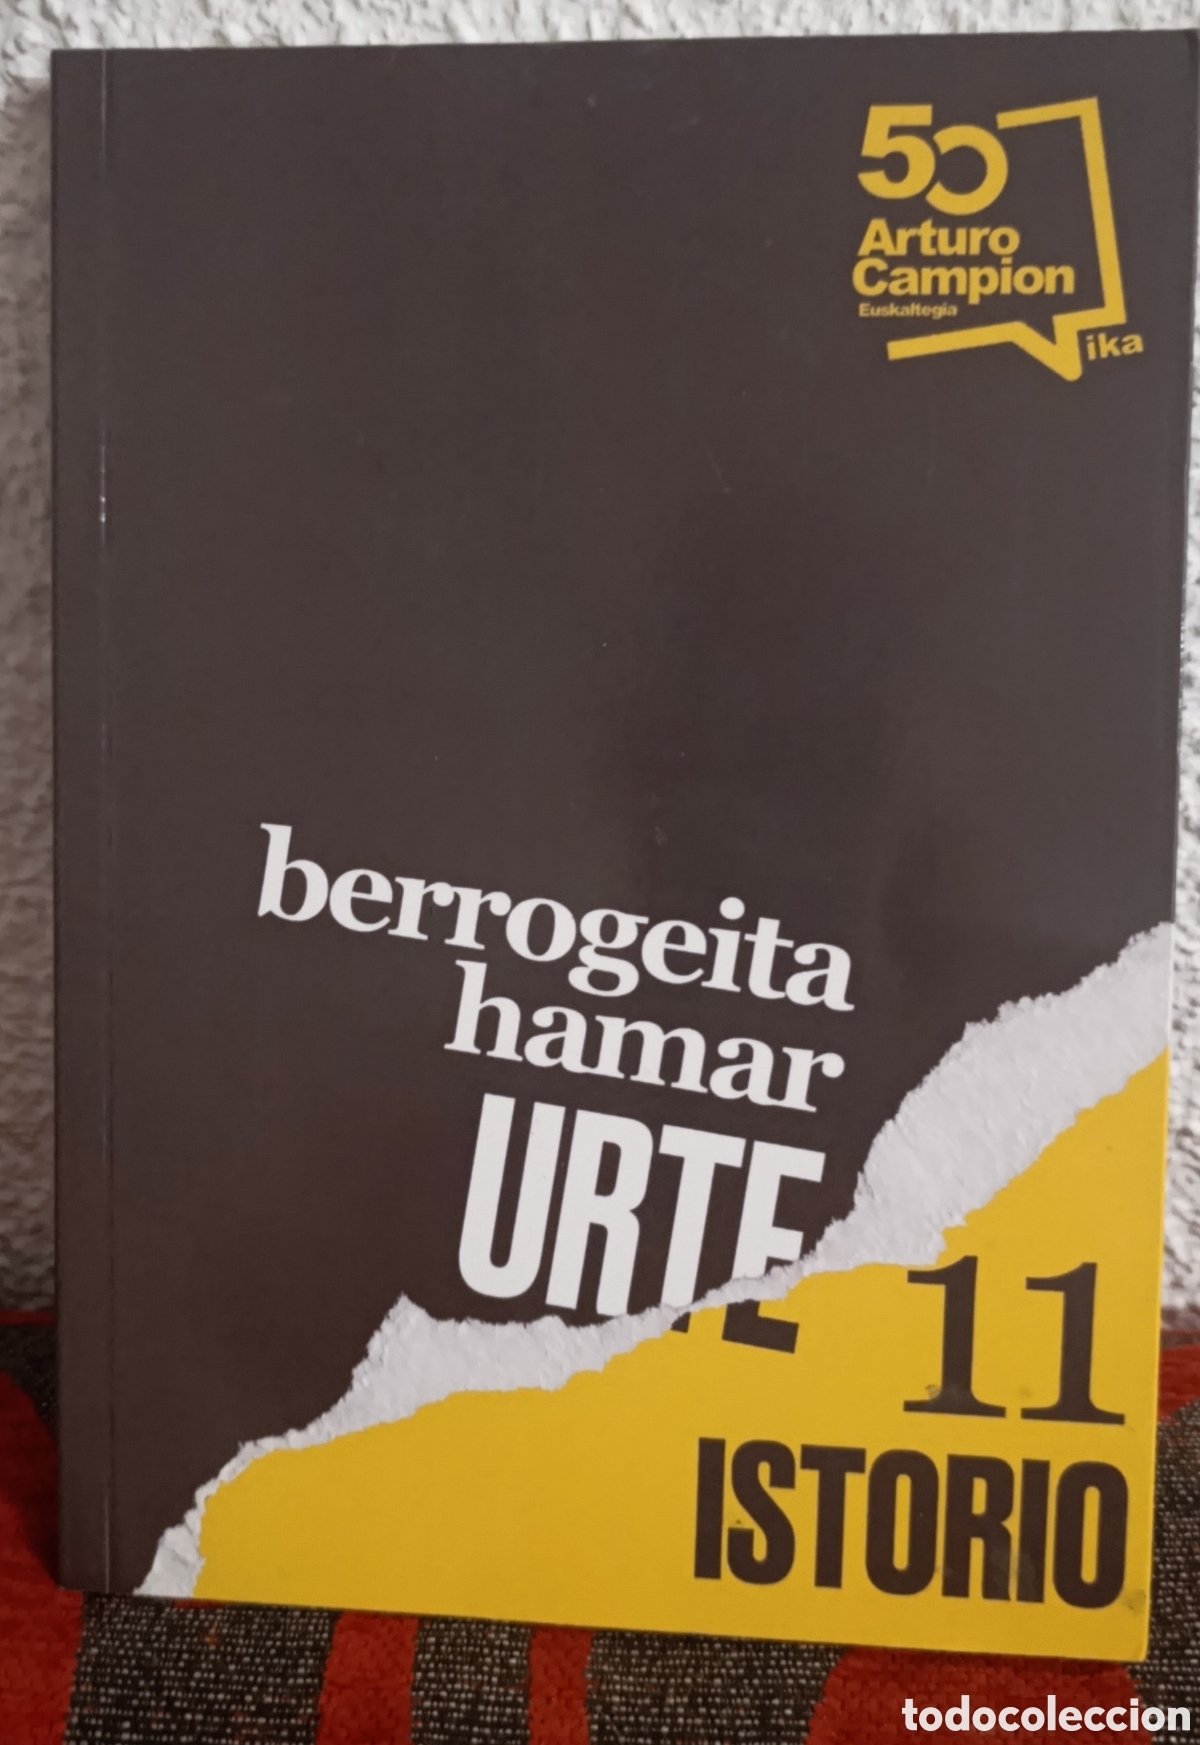 50
Arturo
Campion
Euskaltegia
ika
berrogeita
hamar
URTE
11
ISTORIO
todocoleccion